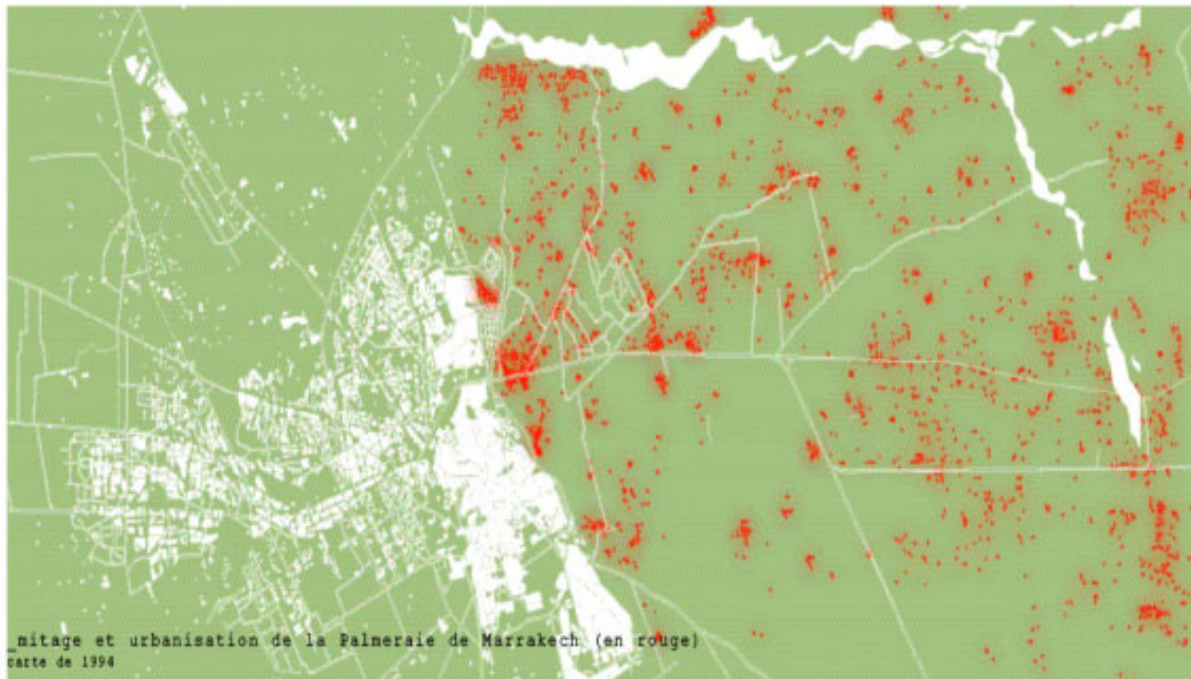 _mitage et urbanisation de la Palmeraie de Marrakech (en rouge)
carte de 1994